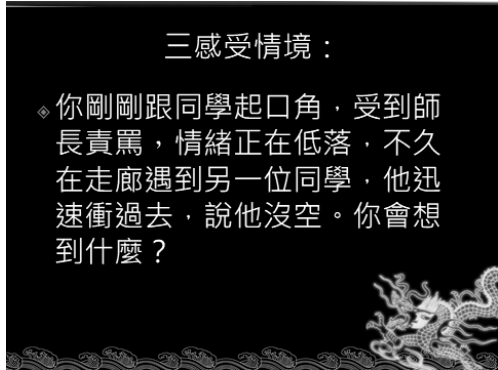 三感受情境：
你剛剛跟同學起口角，受到師
長責罵，情緒正在低落，不久
在走廊遇到另一位同學，他迅
速衝過去，說他沒空。你會想
到什麼？